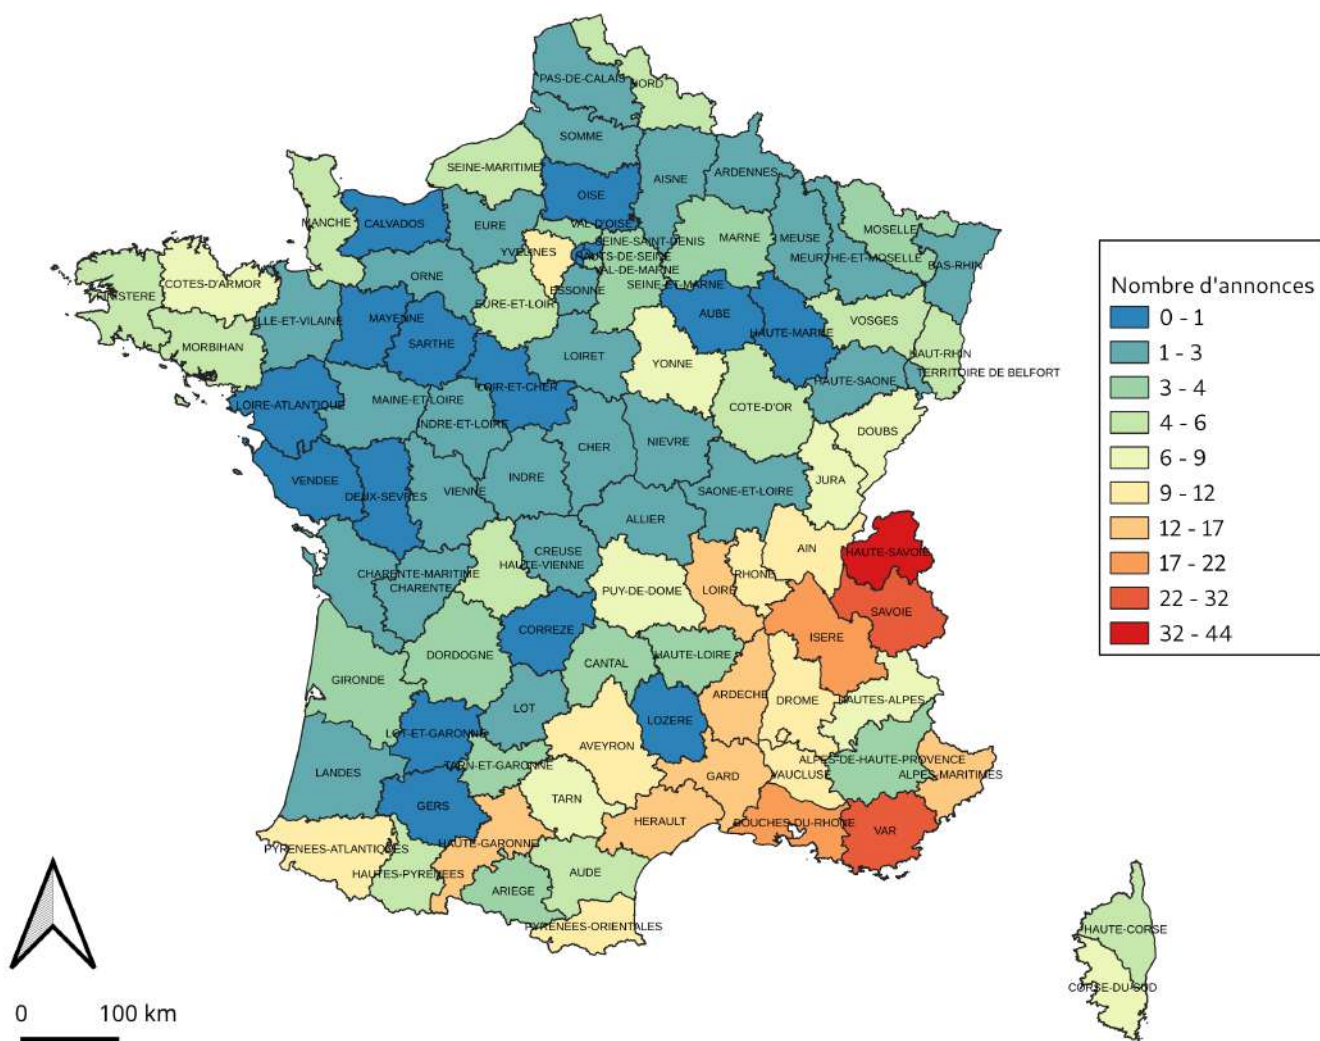 PAS-DE-CALAIS
NORD
SOMME
SEINE-MARITIME
OISE
AISNE
ARDENNES
MANCHE
CALVADOS
EURE
VAL-D'OISE
YVELINES
SEINE-SAINT-DENIS
HAUTS-DE-SEINE
VAL-DE-MARNE
SEINE-ET-MARNE
ESSONNE
MARNE
MEUSE
MOSELLE
MEURTHE-ET-MOSELLE
BAS-RHIN
FINISTERE
COTES-D'ARMOR
MORBIHAN
ILLE-ET-VILAINE
ORNE
EURE-ET-LOIR
MAYENNE
SARTHE
LOIRET
YONNE
AUBE
HAUTE-MARNE
VOSGES
HAUT-RHIN
TERRITOIRE DE BELFORT
HAUTE-SAONE
LOIR-ET-CHER
LOIRE-ATLANTIQUE
MAINE-ET-LOIRE
INDRE-ET-LOIRE
CHER
NIEVRE
COTE-D'OR
DOUBS
JURA
VENDEE
DEUX-SEVRES
VIENNE
INDRE
SAONE-ET-LOIRE
ALLIER
CHARENTE-MARITIME
CHARENTE
HAUTE-VIENNE
CREUSE
PUY-DE-DOME
LOIRE
RHONE
AIN
HAUTE-SAVOIE
SAVOIE
ISERE
CORREZE
DORDOGNE
GIRONDE
CANTAL
HAUTE-LOIRE
ARDECHE
DROME
HAUTES-ALPES
LOT
LOZERE
AVEYRON
LOT-ET-GARONNE
TARN-ET-GARONNE
LANDES
GERS
TARN
GARD
VAUCLUSE
ALPES-DE-HAUTE-PROVENCE
ALPES-MARITIMES
HERAULT
BOUCHES-DU-RHONE
VAR
PYRENEES-ATLANTIQUES
HAUTES-PYRENEES
HAUTE-GARONNE
ARIEGE
AUDE
PYRENEES-ORIENTALES
HAUTE-CORSE
CORSE-DU-SUD
Nombre d'annonces
0 - 1
1 - 3
3 - 4
4 - 6
6 - 9
9 - 12
12 - 17
17 - 22
22 - 32
32 - 44
0 100 km